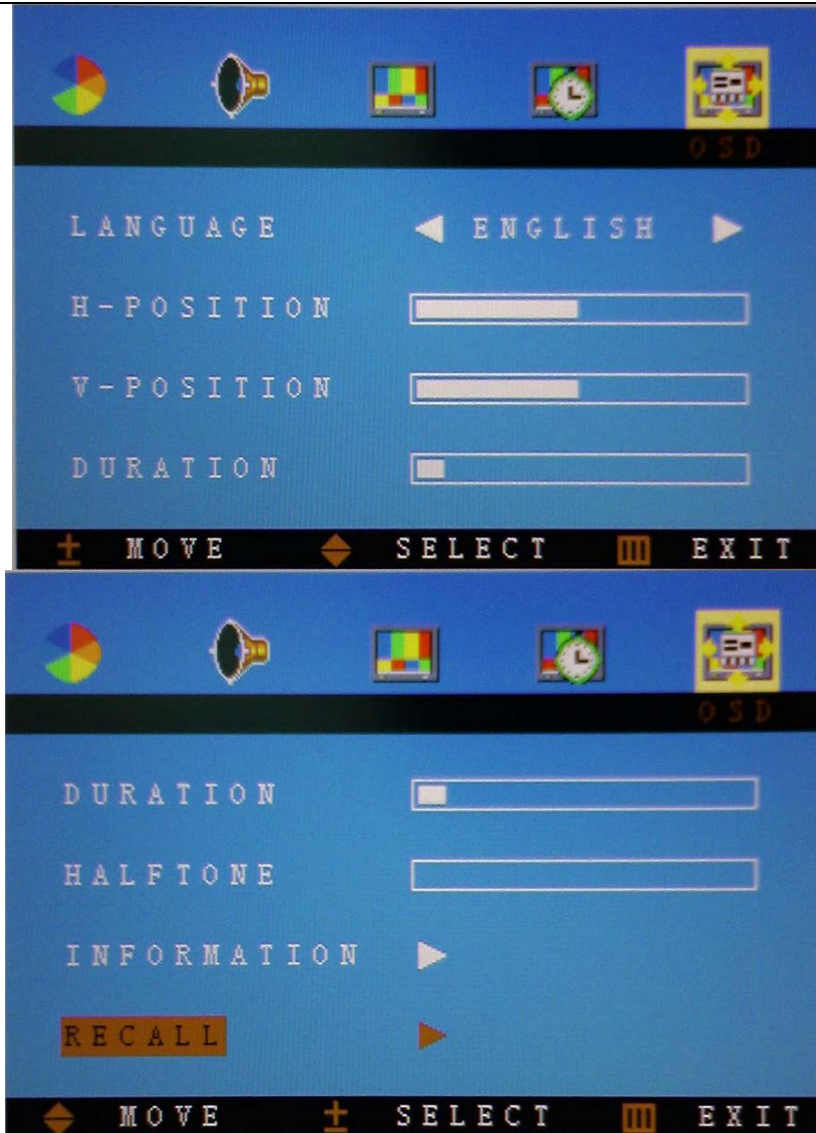 OSD
LANGUAGE ENGLISH
H-POSITION
V-POSITION
DURATION
MOVE SELECT EXIT
OSD
DURATION
HALFTONE
INFORMATION
RECALL
MOVE SELECT EXIT